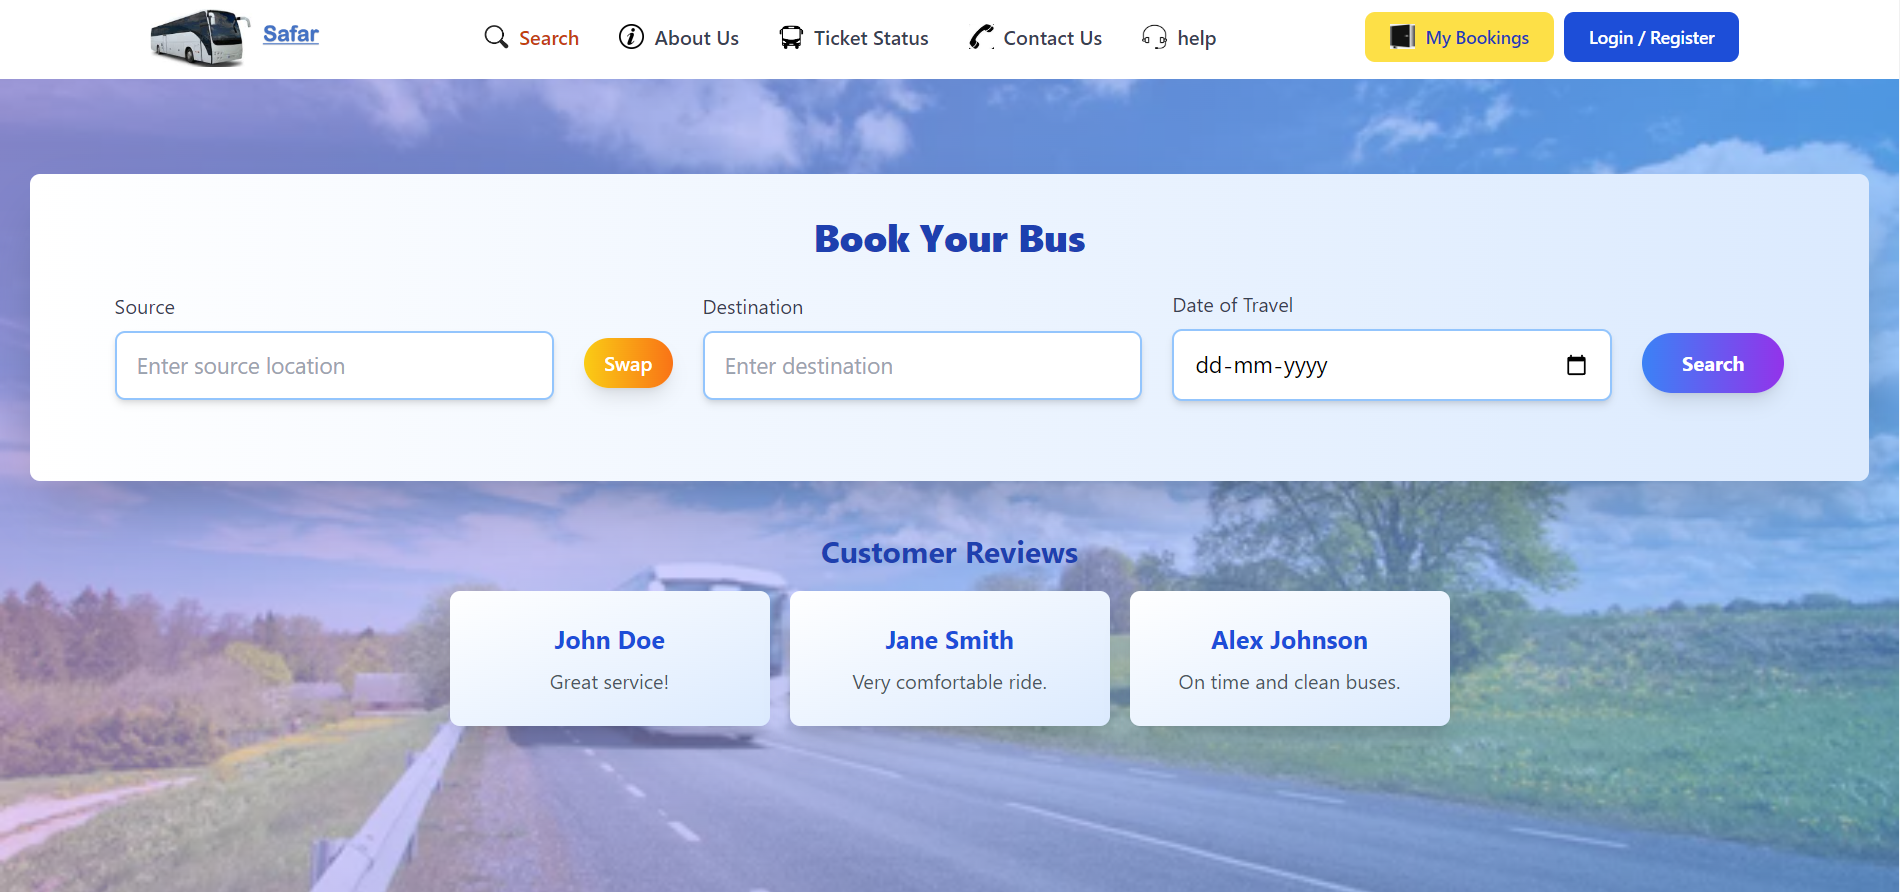 Safar
Search
About Us
Ticket Status
Contact Us
help
My Bookings
Login / Register
Book Your Bus
Source
Enter source location
Swap
Destination
Enter destination
Date of Travel
dd-mm-yyyy
Search
Customer Reviews
John Doe
Great service!
Jane Smith
Very comfortable ride.
Alex Johnson
On time and clean buses.